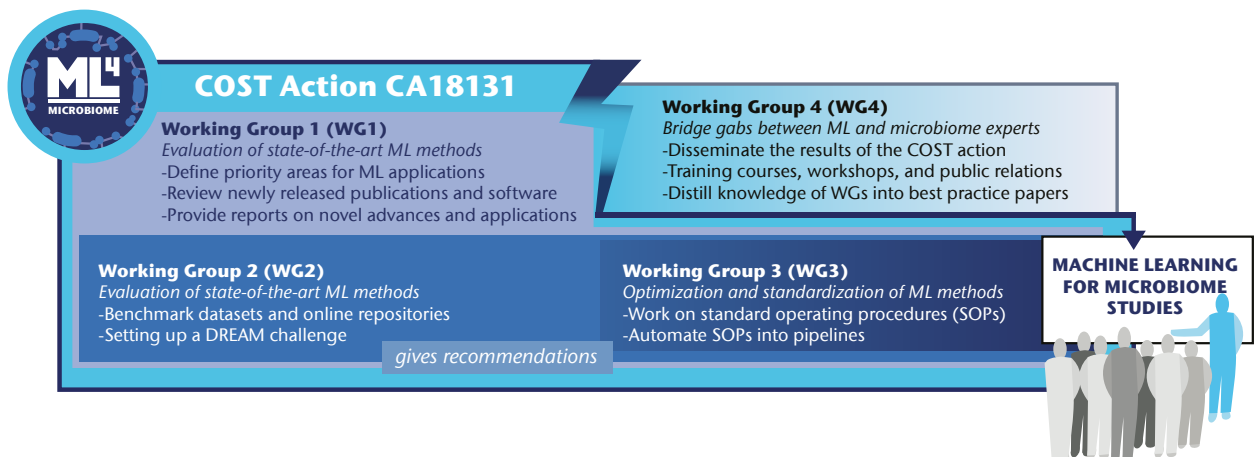 ML4
MICROBIOME
COST Action CA18131
Working Group 1 (WG1)
Evaluation of state-of-the-art ML methods
-Define priority areas for ML applications
-Review newly released publications and software
-Provide reports on novel advances and applications
Working Group 4 (WG4)
Bridge gabs between ML and microbiome experts
-Disseminate the results of the COST action
-Training courses, workshops, and public relations
-Distill knowledge of WGs into best practice papers
Working Group 2 (WG2)
Evaluation of state-of-the-art ML methods
-Benchmark datasets and online repositories
-Setting up a DREAM challenge
gives recommendations
Working Group 3 (WG3)
Optimization and standardization of ML methods
-Work on standard operating procedures (SOPs)
-Automate SOPs into pipelines
MACHINE LEARNING
FOR MICROBIOME
STUDIES